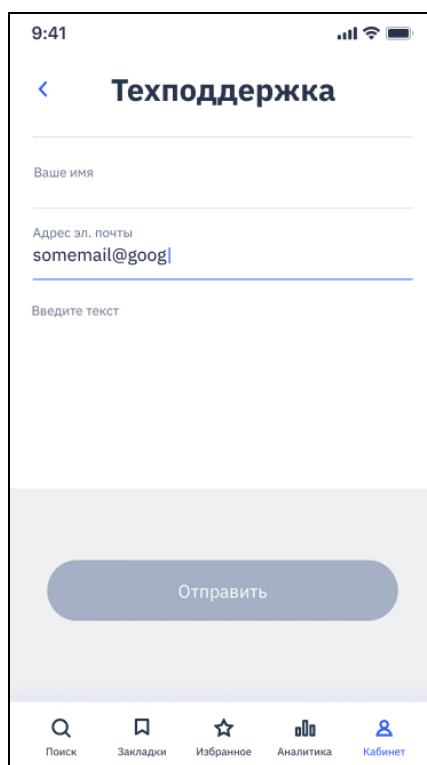 9:41
Техподдержка
Ваше имя
Адрес эл. почты
somemail@goog
Введите текст
Отправить
Поиск Закладки Избранное Аналитика Кабинет